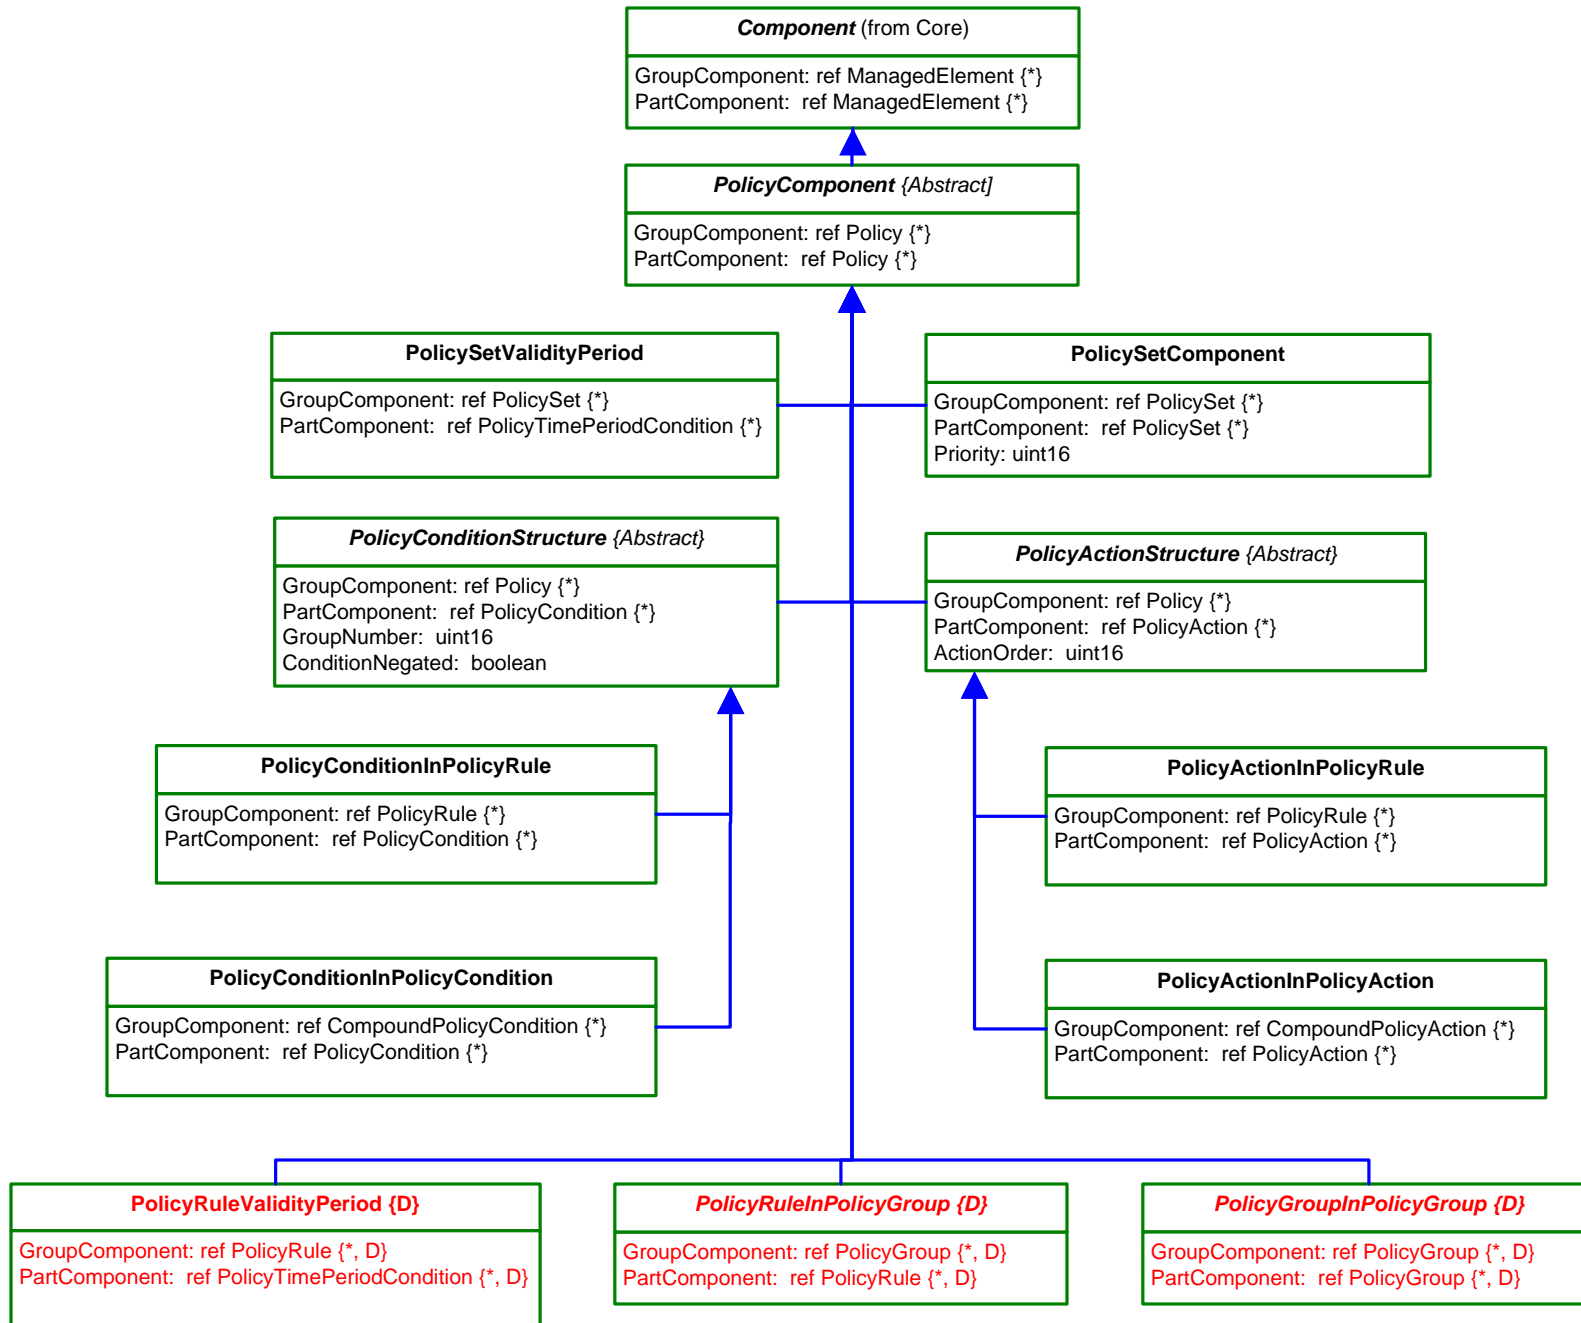 Component (from Core)
GroupComponent: ref ManagedElement {*}
PartComponent:  ref ManagedElement {*}
PolicyComponent {Abstract]
GroupComponent: ref Policy {*}
PartComponent:  ref Policy {*}
PolicySetValidityPeriod
GroupComponent: ref PolicySet {*}
PartComponent:  ref PolicyTimePeriodCondition {*}
PolicySetComponent
GroupComponent: ref PolicySet {*}
PartComponent:  ref PolicySet {*}
Priority: uint16
PolicyConditionStructure {Abstract}
GroupComponent: ref Policy {*}
PartComponent:  ref PolicyCondition {*}
GroupNumber:  uint16
ConditionNegated:  boolean
PolicyActionStructure {Abstract}
GroupComponent: ref Policy {*}
PartComponent:  ref PolicyAction {*}
ActionOrder:  uint16
PolicyConditionInPolicyRule
GroupComponent: ref PolicyRule {*}
PartComponent:  ref PolicyCondition {*}
PolicyActionInPolicyRule
GroupComponent: ref PolicyRule {*}
PartComponent:  ref PolicyAction {*}
PolicyConditionInPolicyCondition
GroupComponent: ref CompoundPolicyCondition {*}
PartComponent:  ref PolicyCondition {*}
PolicyActionInPolicyAction
GroupComponent: ref CompoundPolicyAction {*}
PartComponent:  ref PolicyAction {*}
PolicyRuleValidityPeriod {D}
GroupComponent: ref PolicyRule {*, D}
PartComponent:  ref PolicyTimePeriodCondition {*, D}
PolicyRuleInPolicyGroup {D}
GroupComponent: ref PolicyGroup {*, D}
PartComponent:  ref PolicyRule {*, D}
PolicyGroupInPolicyGroup {D}
GroupComponent: ref PolicyGroup {*, D}
PartComponent:  ref PolicyGroup {*, D}